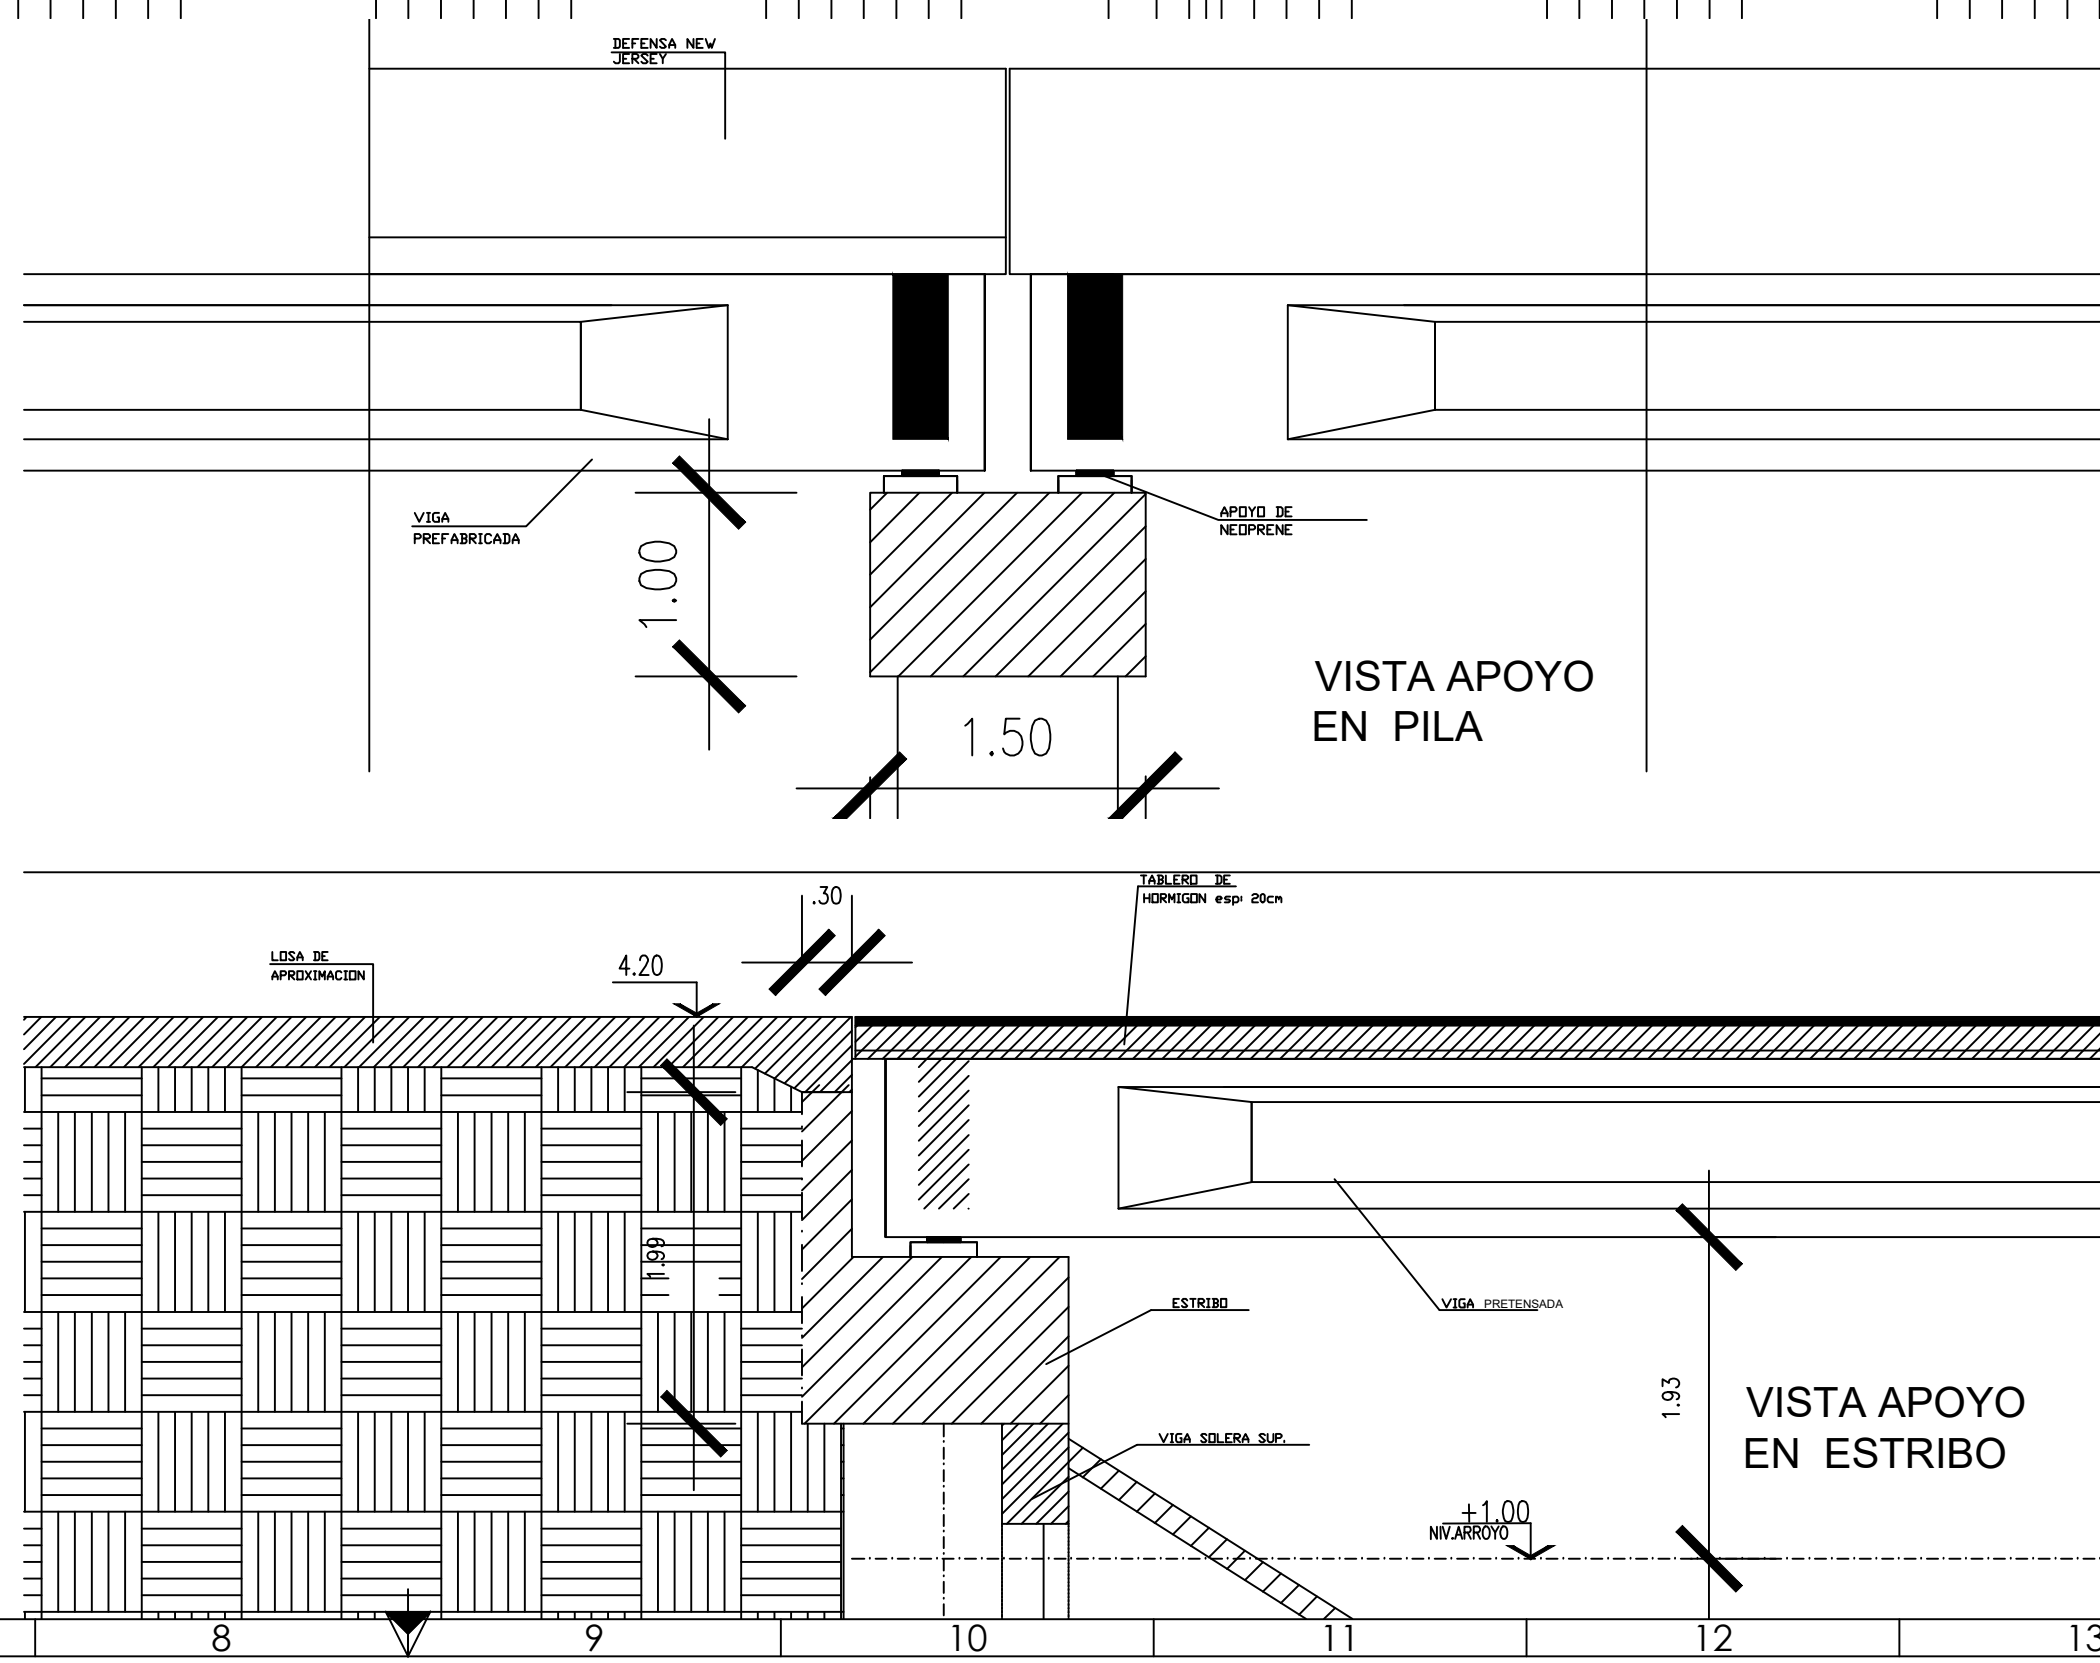 DEFENSA NEW
JERSEY
VIGA
PREFABRICADA
1.00
APOYO DE
NEOPRENE
1.50
VISTA APOYO
EN PILA
TABLERO DE
HORMIGON esp: 20cm
.30
LOSA DE
APROXIMACION
4.20
1.99
ESTRIBO
VIGA PRETENSADA
1.93
VISTA APOYO
EN ESTRIBO
VIGA SOLERA SUP.
+1.00
NIV.ARROYO
8 9 10 11 12 13